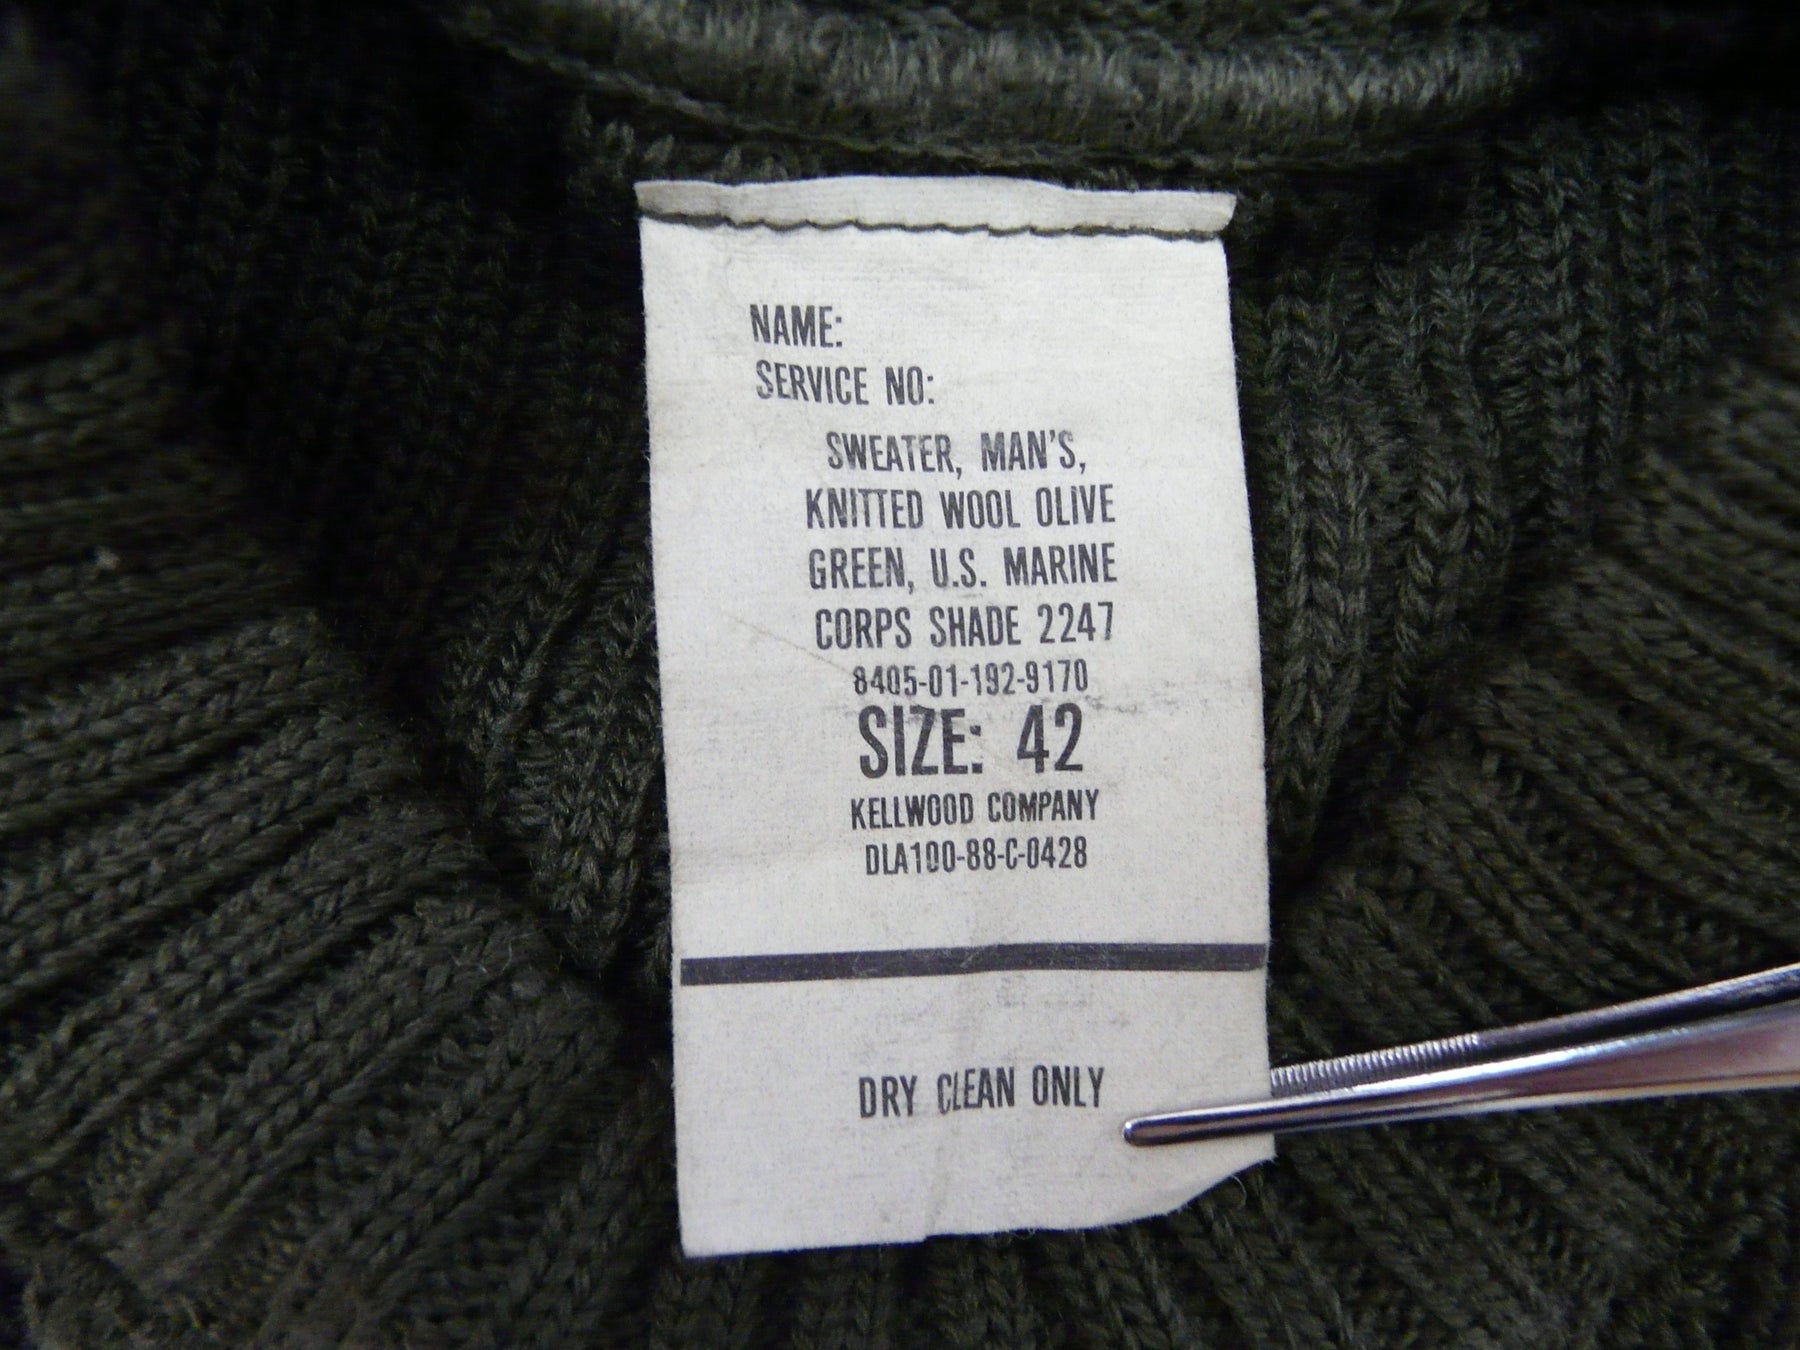 NAME:
SERVICE NO:
SWEATER, MAN'S,
KNITTED WOOL OLIVE
GREEN, U.S. MARINE
CORPS SHADE 2247
8405-01-192-9170
SIZE: 42
KELLWOOD COMPANY
DLA100-88-C-0428
DRY CLEAN ONLY